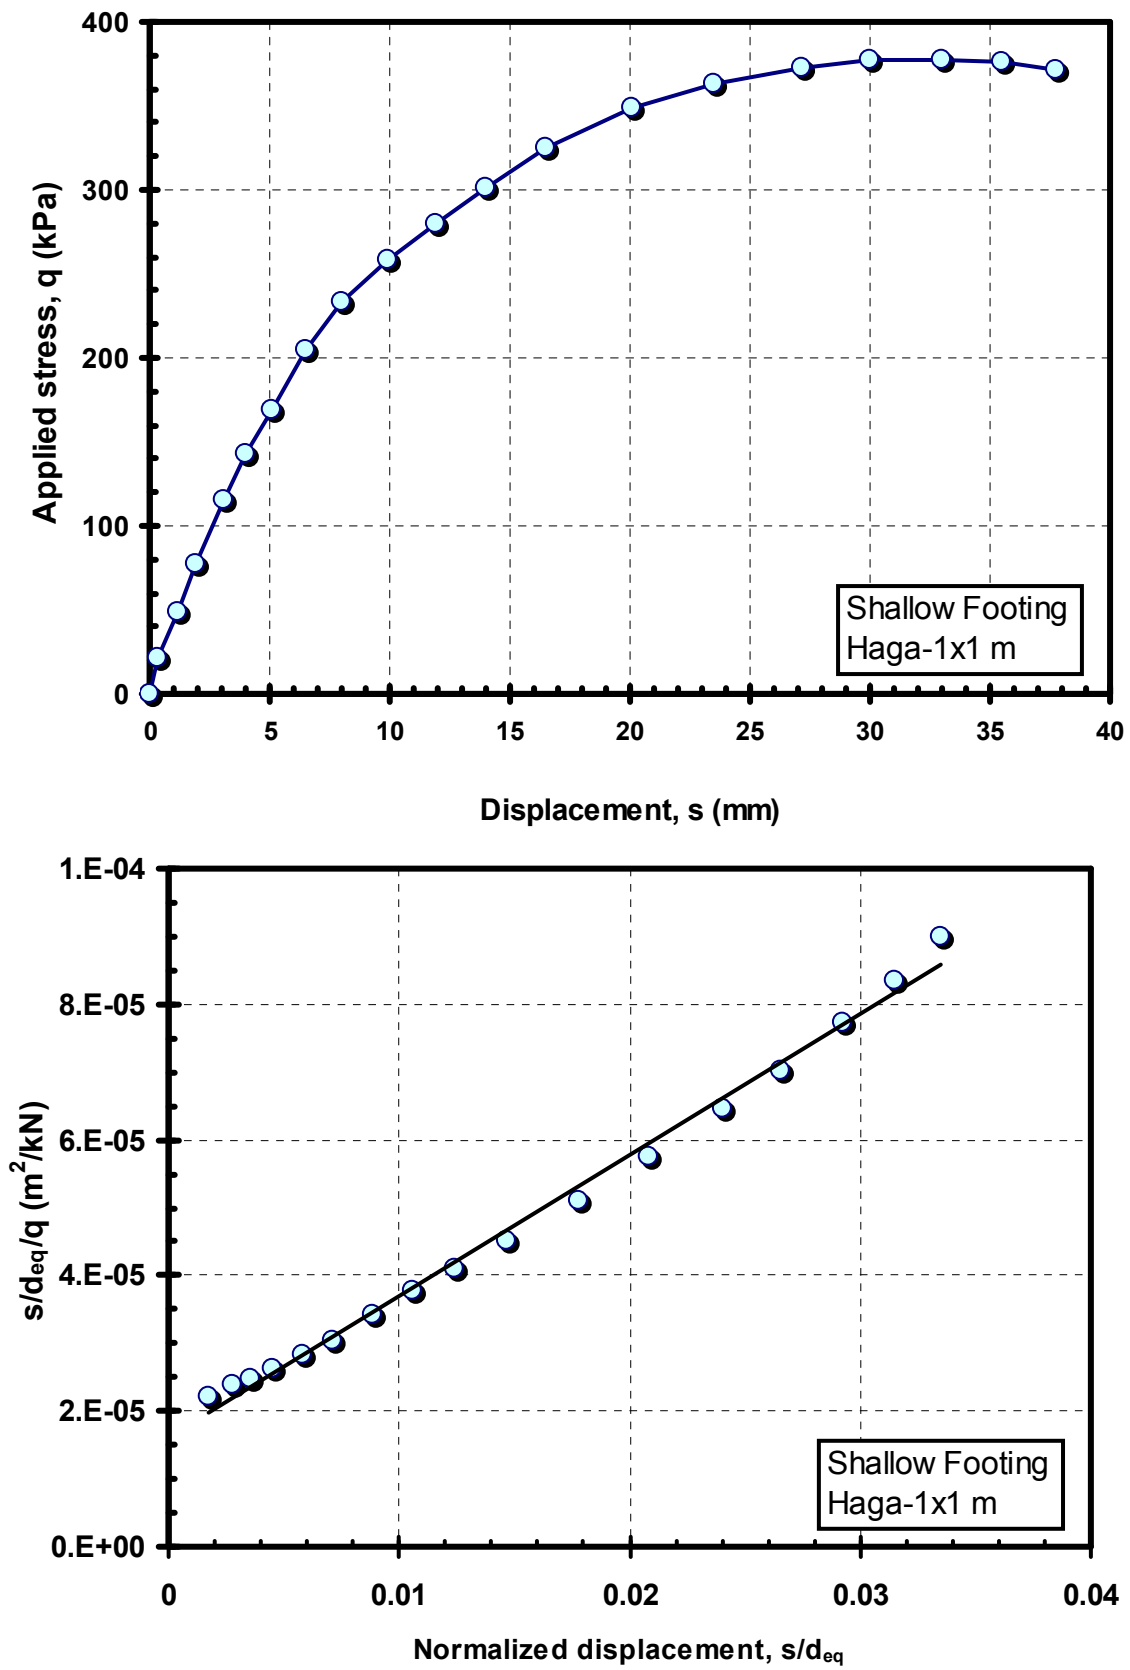 400
300
200
100
0
Applied stress, q (kPa)
Shallow Footing
Haga-1x1 m
0 5 10 15 20 25 30 35 40
Displacement, s (mm)
1.E-04
8.E-05
6.E-05
4.E-05
2.E-05
0.E+00
s/deq/q (m²/kN)
Shallow Footing
Haga-1x1 m
0 0.01 0.02 0.03 0.04
Normalized displacement, s/deq